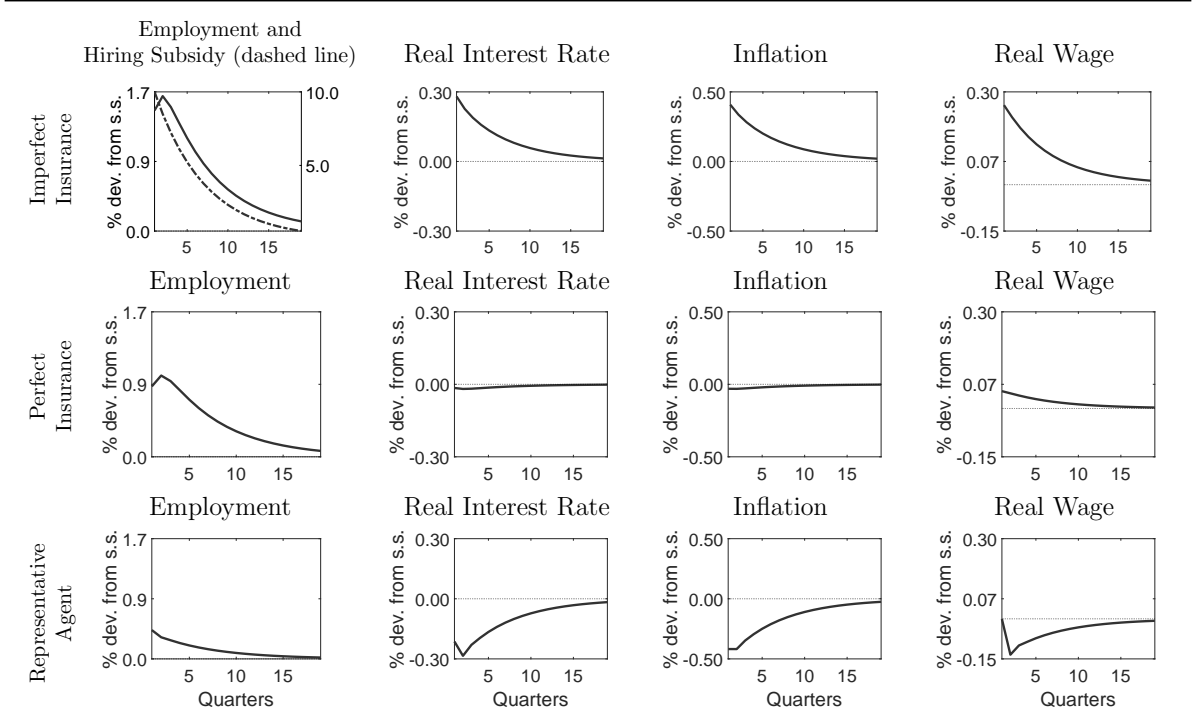 Employment and
Hiring Subsidy (dashed line)
Real Interest Rate
Inflation
Real Wage
Imperfect
Insurance
% dev. from s.s.
1.7
0.9
0.0
10.0
5.0
5 10 15
% dev. from s.s.
0.30
0.00
-0.30
5 10 15
% dev. from s.s.
0.50
0.00
-0.50
5 10 15
% dev. from s.s.
0.30
0.07
-0.15
5 10 15
Employment
Real Interest Rate
Inflation
Real Wage
Perfect
Insurance
% dev. from s.s.
1.7
0.9
0.0
5 10 15
% dev. from s.s.
0.30
0.00
-0.30
5 10 15
% dev. from s.s.
0.50
0.00
-0.50
5 10 15
% dev. from s.s.
0.30
0.07
-0.15
5 10 15
Employment
Real Interest Rate
Inflation
Real Wage
Representative
Agent
% dev. from s.s.
1.7
0.9
0.0
5 10 15
Quarters
% dev. from s.s.
0.30
0.00
-0.30
5 10 15
Quarters
% dev. from s.s.
0.50
0.00
-0.50
5 10 15
Quarters
% dev. from s.s.
0.30
0.07
-0.15
5 10 15
Quarters